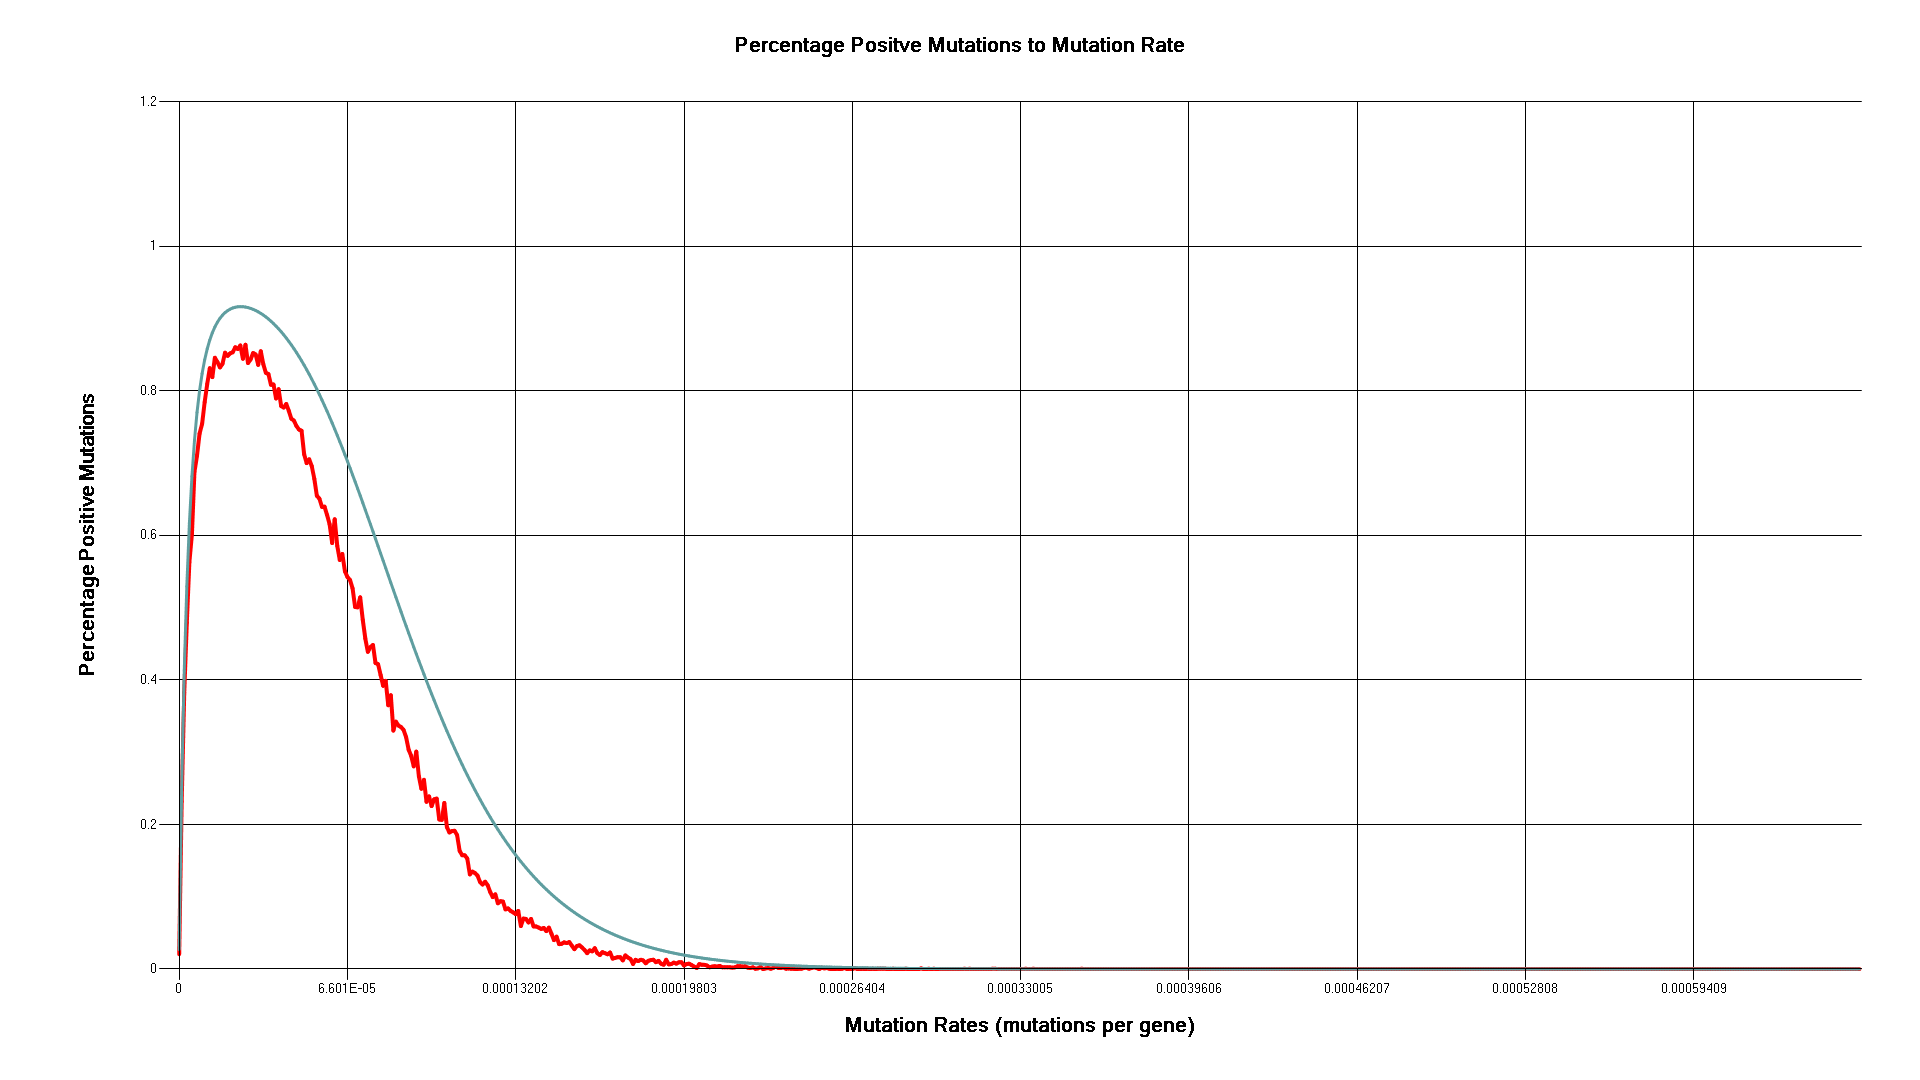 Percentage Positve Mutations to Mutation Rate
1.2
1
0.8
0.6
0.4
0.2
0
Percentage Positive Mutations
0 6.601E-05 0.00013202 0.00019803 0.00026404 0.00033005 0.00039606 0.00046207 0.00052808 0.00059409
Mutation Rates (mutations per gene)